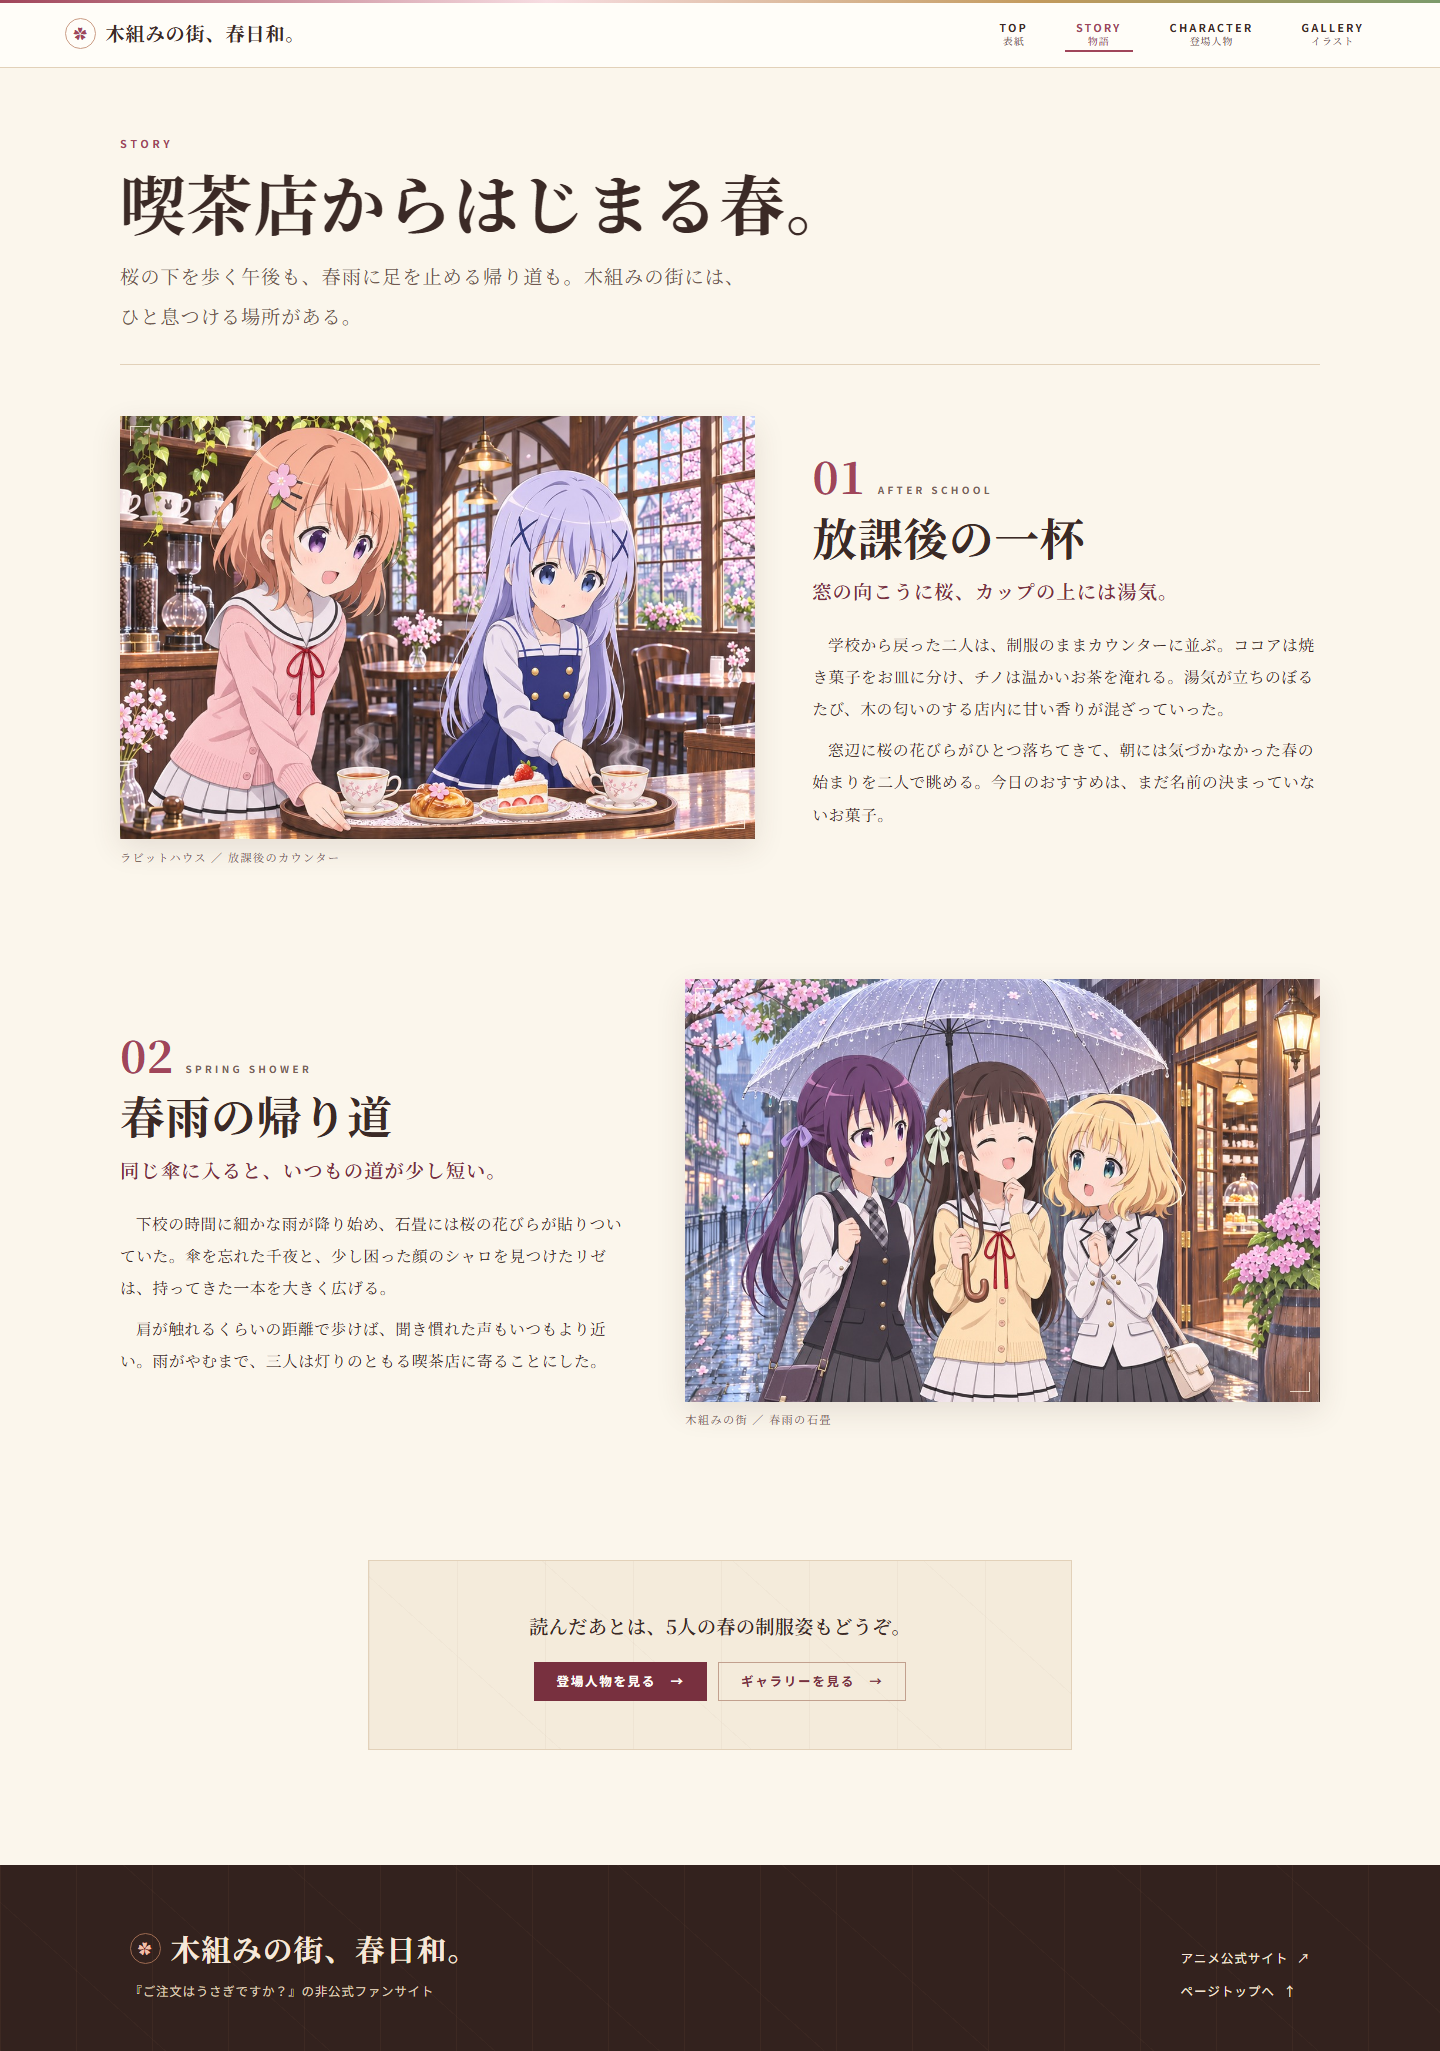 木組みの街、春日和。
TOP
表紙
STORY
物語
CHARACTER
登場人物
GALLERY
イラスト
STORY
喫茶店からはじまる春。
桜の下を歩く午後も、春雨に足を止める帰り道も。木組みの街には、
ひと息つける場所がある。
01 AFTER SCHOOL
放課後の一杯
窓の向こうに桜、カップの上には湯気。
学校から戻った二人は、制服のままカウンターに並ぶ。ココアは焼
き菓子をお皿に分け、チノは温かいお茶を淹れる。湯気が立ちのぼる
たび、木の匂いのする店内に甘い香りが混ざっていった。
窓辺に桜の花びらがひとつ落ちてきて、朝には気づかなかった春の
始まりを二人で眺める。今日のおすすめは、まだ名前の決まっていな
いお菓子。
ラビットハウス ／ 放課後のカウンター
02 SPRING SHOWER
春雨の帰り道
同じ傘に入ると、いつもの道が少し短い。
下校の時間に細かな雨が降り始め、石畳には桜の花びらが貼りつい
ていた。傘を忘れた千夜と、少し困った顔のシャロを見つけたリゼ
は、持ってきた一本を大きく広げる。
肩が触れるくらいの距離で歩けば、聞き慣れた声もいつもより近
い。雨がやむまで、三人は灯りのともる喫茶店に寄ることにした。
木組みの街 ／ 春雨の石畳
読んだあとは、5人の春の制服姿もどうぞ。
登場人物を見る →
ギャラリーを見る →
木組みの街、春日和。
『ご注文はうさぎですか？』の非公式ファンサイト
アニメ公式サイト ↗
ページトップへ ↑